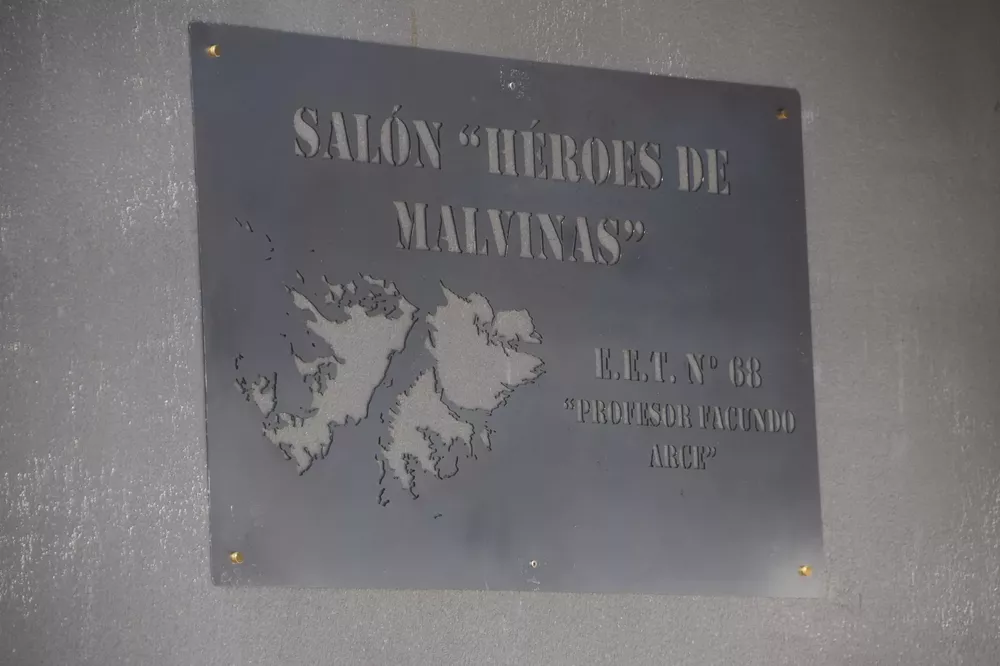 SALÓN “HÉROES DE
MALVINAS”
E.E.T. N° 68
“PROFESOR FACUNDO
ARCE”